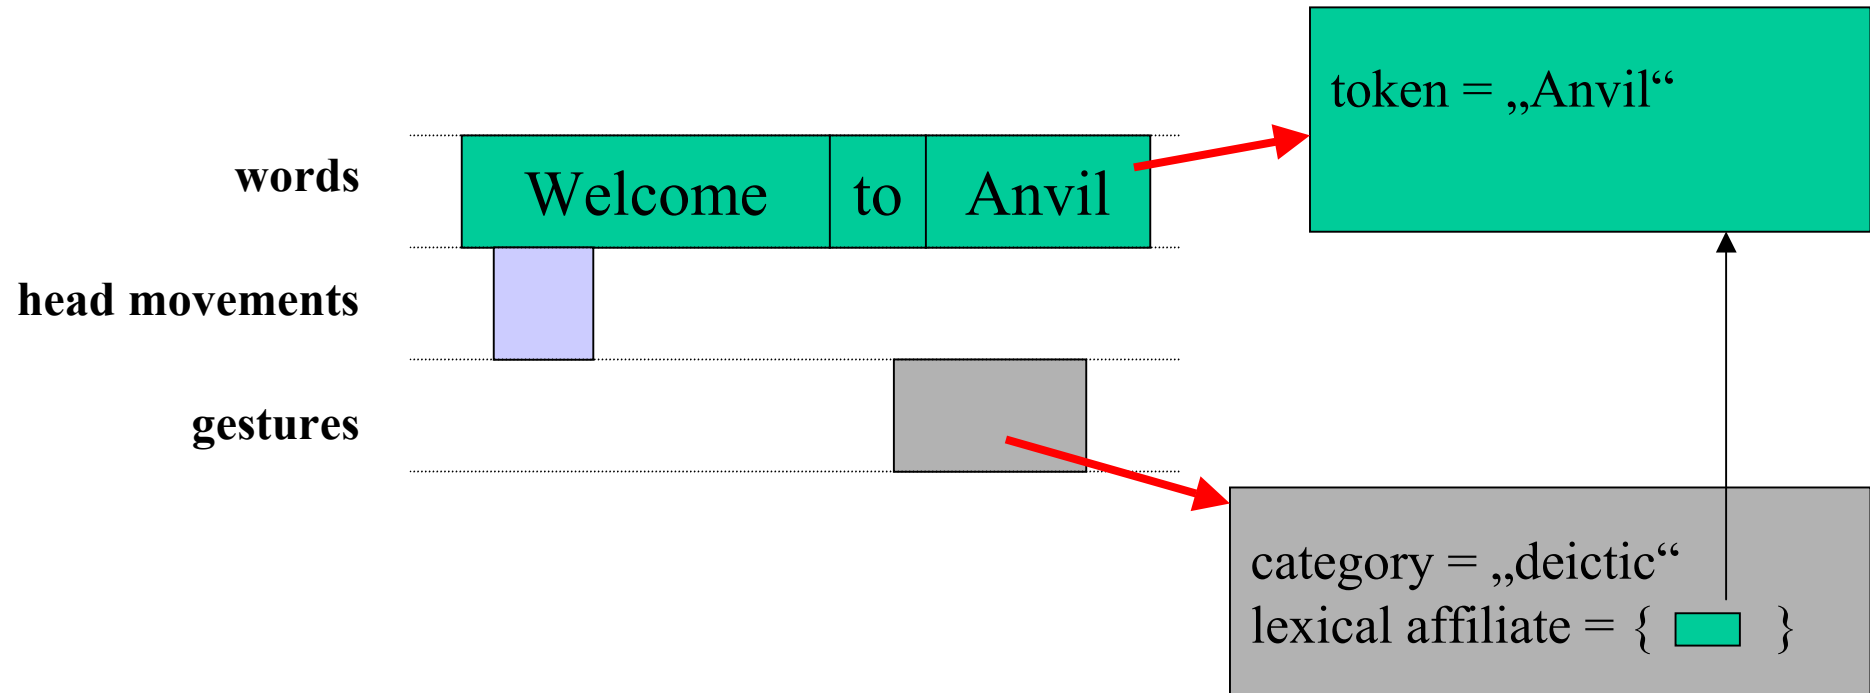 words
Welcome to Anvil
head movements
gestures
token = „Anvil“
category = „deictic“
lexical affiliate = { }